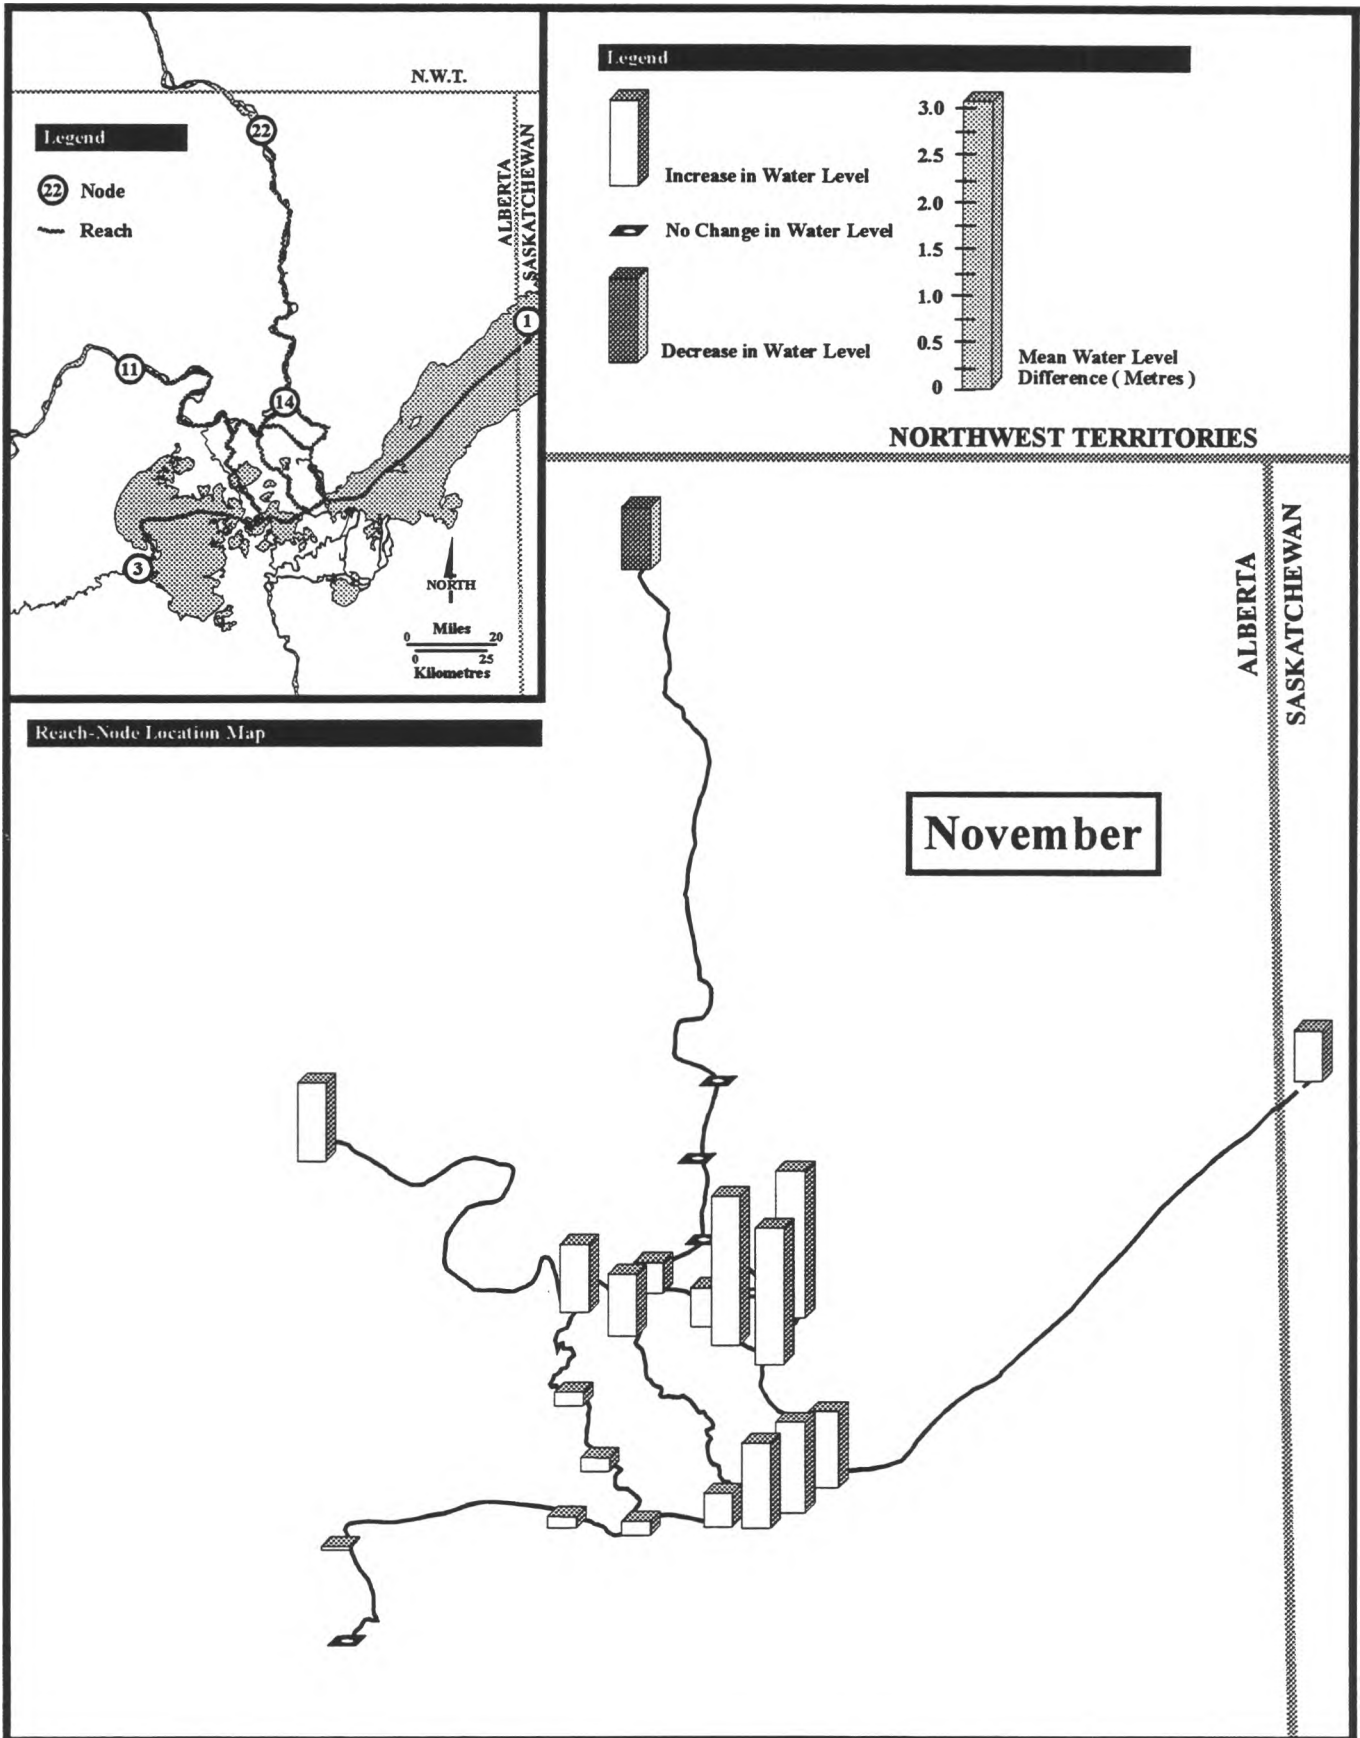 N.W.T.
Legend
22 Node
Reach
22
ALBERTA
SASKATCHEWAN
1
11
14
3
NORTH
Miles
0 20
0 25
Kilometres
Reach-Node Location Map
Legend
Increase in Water Level
No Change in Water Level
Decrease in Water Level
3.0
2.5
2.0
1.5
1.0
0.5
0
Mean Water Level
Difference ( Metres )
NORTHWEST TERRITORIES
ALBERTA
SASKATCHEWAN
November